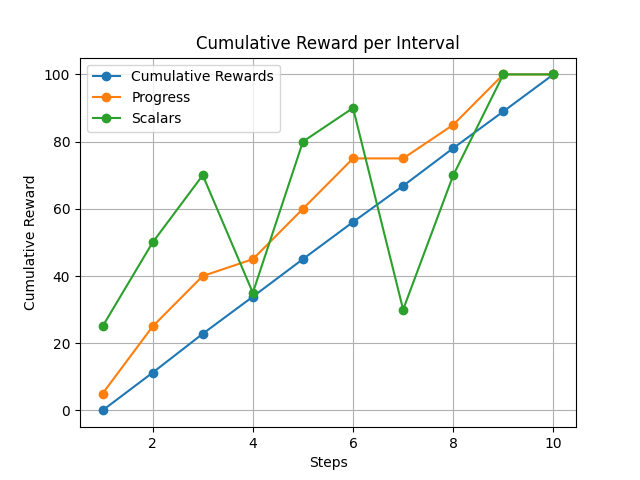 Cumulative Reward per Interval
Cumulative Rewards
Progress
Scalars
Cumulative Reward
100
80
60
40
20
0
2 4 6 8 10
Steps